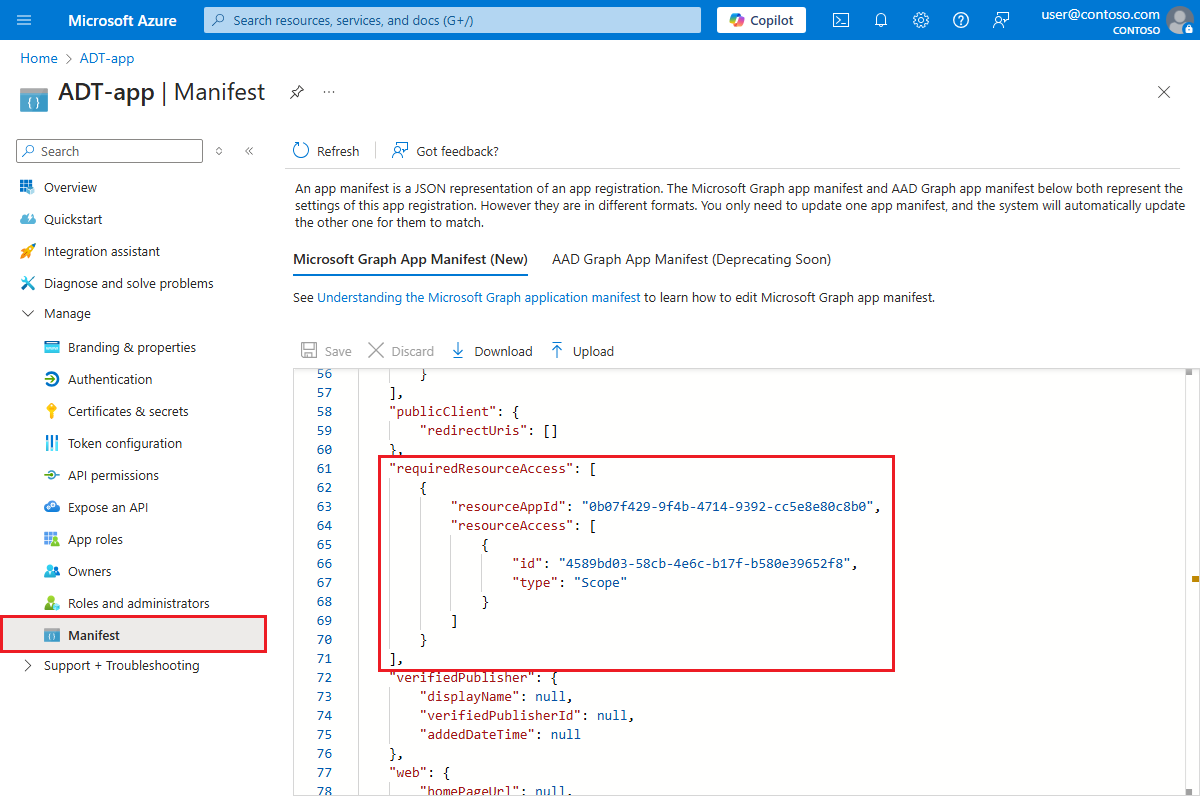 Microsoft Azure
Search resources, services, and docs (G+/)
Copilot
user@contoso.com
CONTOSO
Home > ADT-app
ADT-app | Manifest
Search
Overview
Quickstart
Integration assistant
Diagnose and solve problems
Manage
Branding & properties
Authentication
Certificates & secrets
Token configuration
API permissions
Expose an API
App roles
Owners
Roles and administrators
Manifest
Support + Troubleshooting
Refresh
Got feedback?
An app manifest is a JSON representation of an app registration. The Microsoft Graph app manifest and AAD Graph app manifest below both represent the
settings of this app registration. However they are in different formats. You only need to update one app manifest, and the system will automatically update
the other one for them to match.
Microsoft Graph App Manifest (New) AAD Graph App Manifest (Deprecating Soon)
See Understanding the Microsoft Graph application manifest to learn how to edit Microsoft Graph app manifest.
Save Discard Download Upload
56 }
57 ],
58 "publicClient": {
59 "redirectUris": []
60 },
61 "requiredResourceAccess": [
62 {
63 "resourceAppId": "0b07f429-9f4b-4714-9392-cc5e8e80c8b0",
64 "resourceAccess": [
65 {
66 "id": "4589bd03-58cb-4e6c-b17f-b580e39652f8",
67 "type": "Scope"
68 }
69 ]
70 }
71 ],
72 "verifiedPublisher": {
73 "displayName": null,
74 "verifiedPublisherId": null,
75 "addedDateTime": null
76 },
77 "web": {
78 "homePageUrl": null,